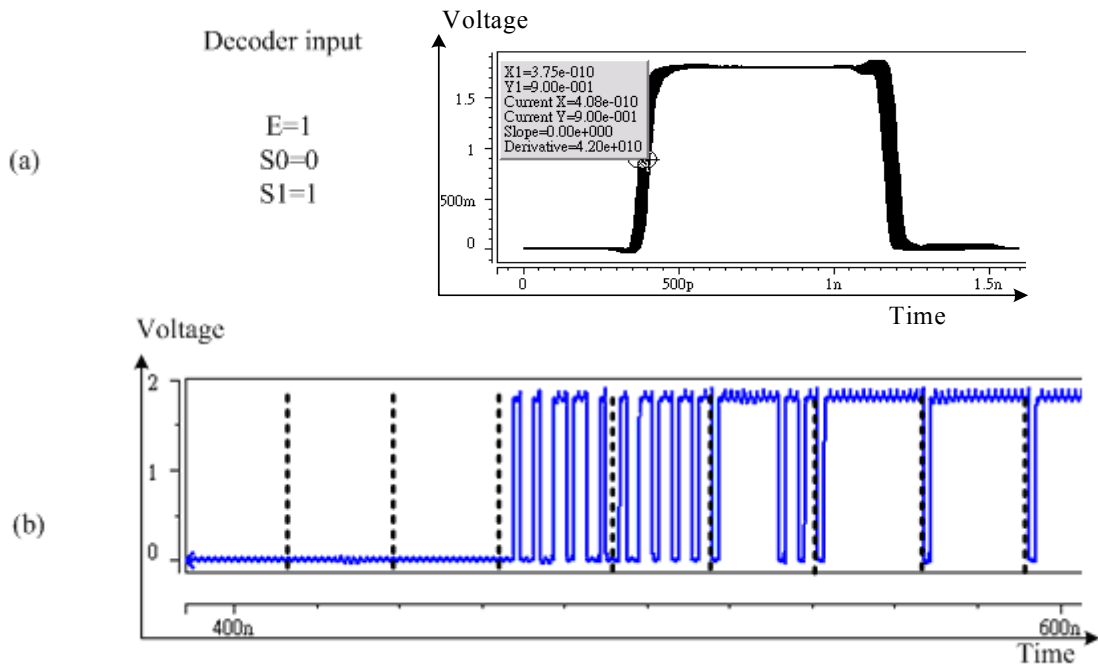 Decoder input
(a)
E=1
S0=0
S1=1
Voltage
X1=3.75e-010
Y1=9.00e-001
Current X=4.08e-010
Current Y=9.00e-001
Slope=0.00e+000
Derivative=4.20e+010
1.5
1
500m
0
0 500p 1n 1.5n
Time
Voltage
(b)
2
1
0
400n 600n
Time